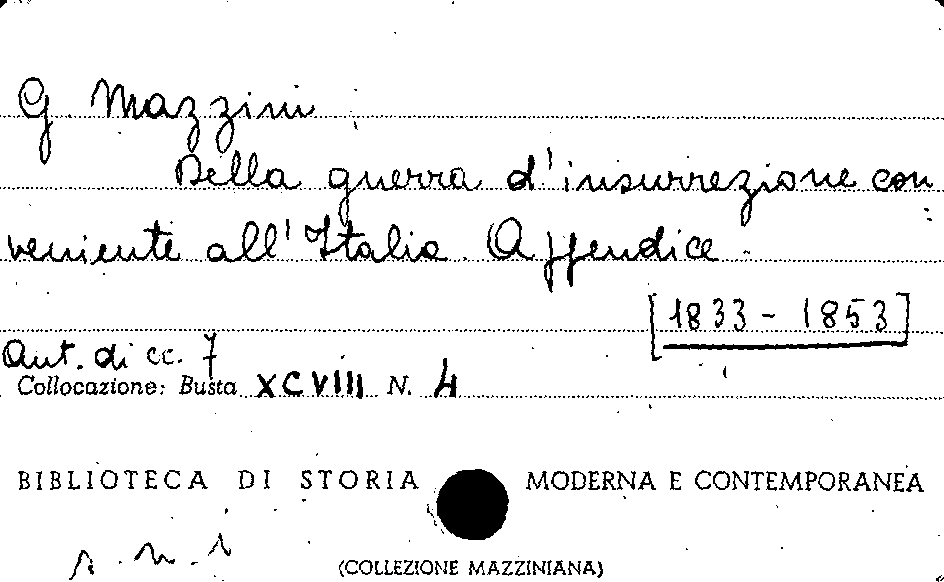 G. Mazzini
Della guerra d'insurrezione con
veniente all'Italia. Appendice.
[1833 - 1853]
Aut. di cc. 7
Collocazione: Busta XCVIII N. 4
BIBLIOTECA DI STORIA MODERNA E CONTEMPORANEA
(COLLEZIONE MAZZINIANA)